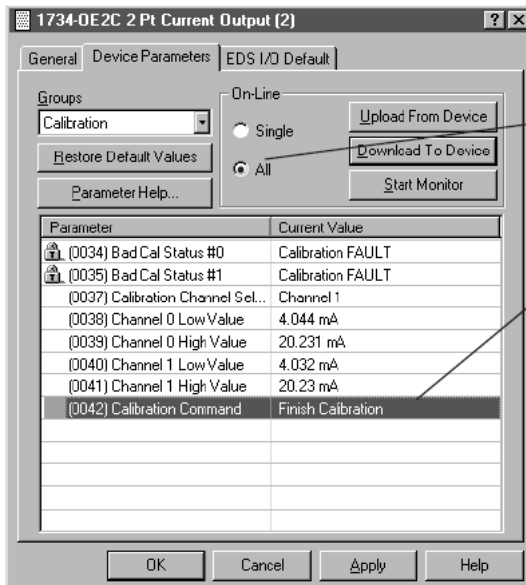 1734-OE2C 2 Pt Current Output (2)
General Device Parameters EDS I/O Default
Groups
Calibration
Restore Default Values
Parameter Help...
On-Line
Single
All
Upload From Device
Download To Device
Start Monitor
Parameter Current Value
(0034) Bad Cal Status #0 Calibration FAULT
(0035) Bad Cal Status #1 Calibration FAULT
(0037) Calibration Channel Sel... Channel 1
(0038) Channel 0 Low Value 4.044 mA
(0039) Channel 0 High Value 20.231 mA
(0040) Channel 1 Low Value 4.032 mA
(0041) Channel 1 High Value 20.23 mA
(0042) Calibration Command Finish Calibration
OK Cancel Apply Help